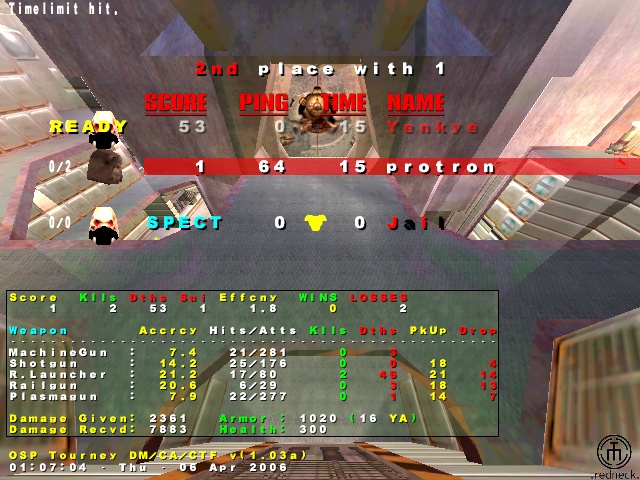 Timelimit hit.
2nd place with 1
SCORE PING TIME NAME
READY 53 0 15 Yenkye
0/2 1 64 15 protron
0/0 SPECT 0 0 Jail
Score Klls Dths Sui Effcny WINS LOSSES
1 2 53 1 1.8 0 2
Weapon Accrcy Hits/Atts Klls Dths PkUp Drop
MachineGun : 7.4 21/281 0 3
Shotgun : 14.2 25/176 0 0 18 4
R.Launcher : 21.2 17/80 2 46 21 14
Railgun : 20.6 6/29 0 3 18 13
Plasmagun : 7.9 22/277 0 1 14 7
Damage Given: 2361 Armor : 1020 (16 YA)
Damage Recvd: 7883 Health: 300
OSP Tourney DM/CA/CTF v(1.03a)
01:07:04 - Thu - 06 Apr 2006
.redneck.